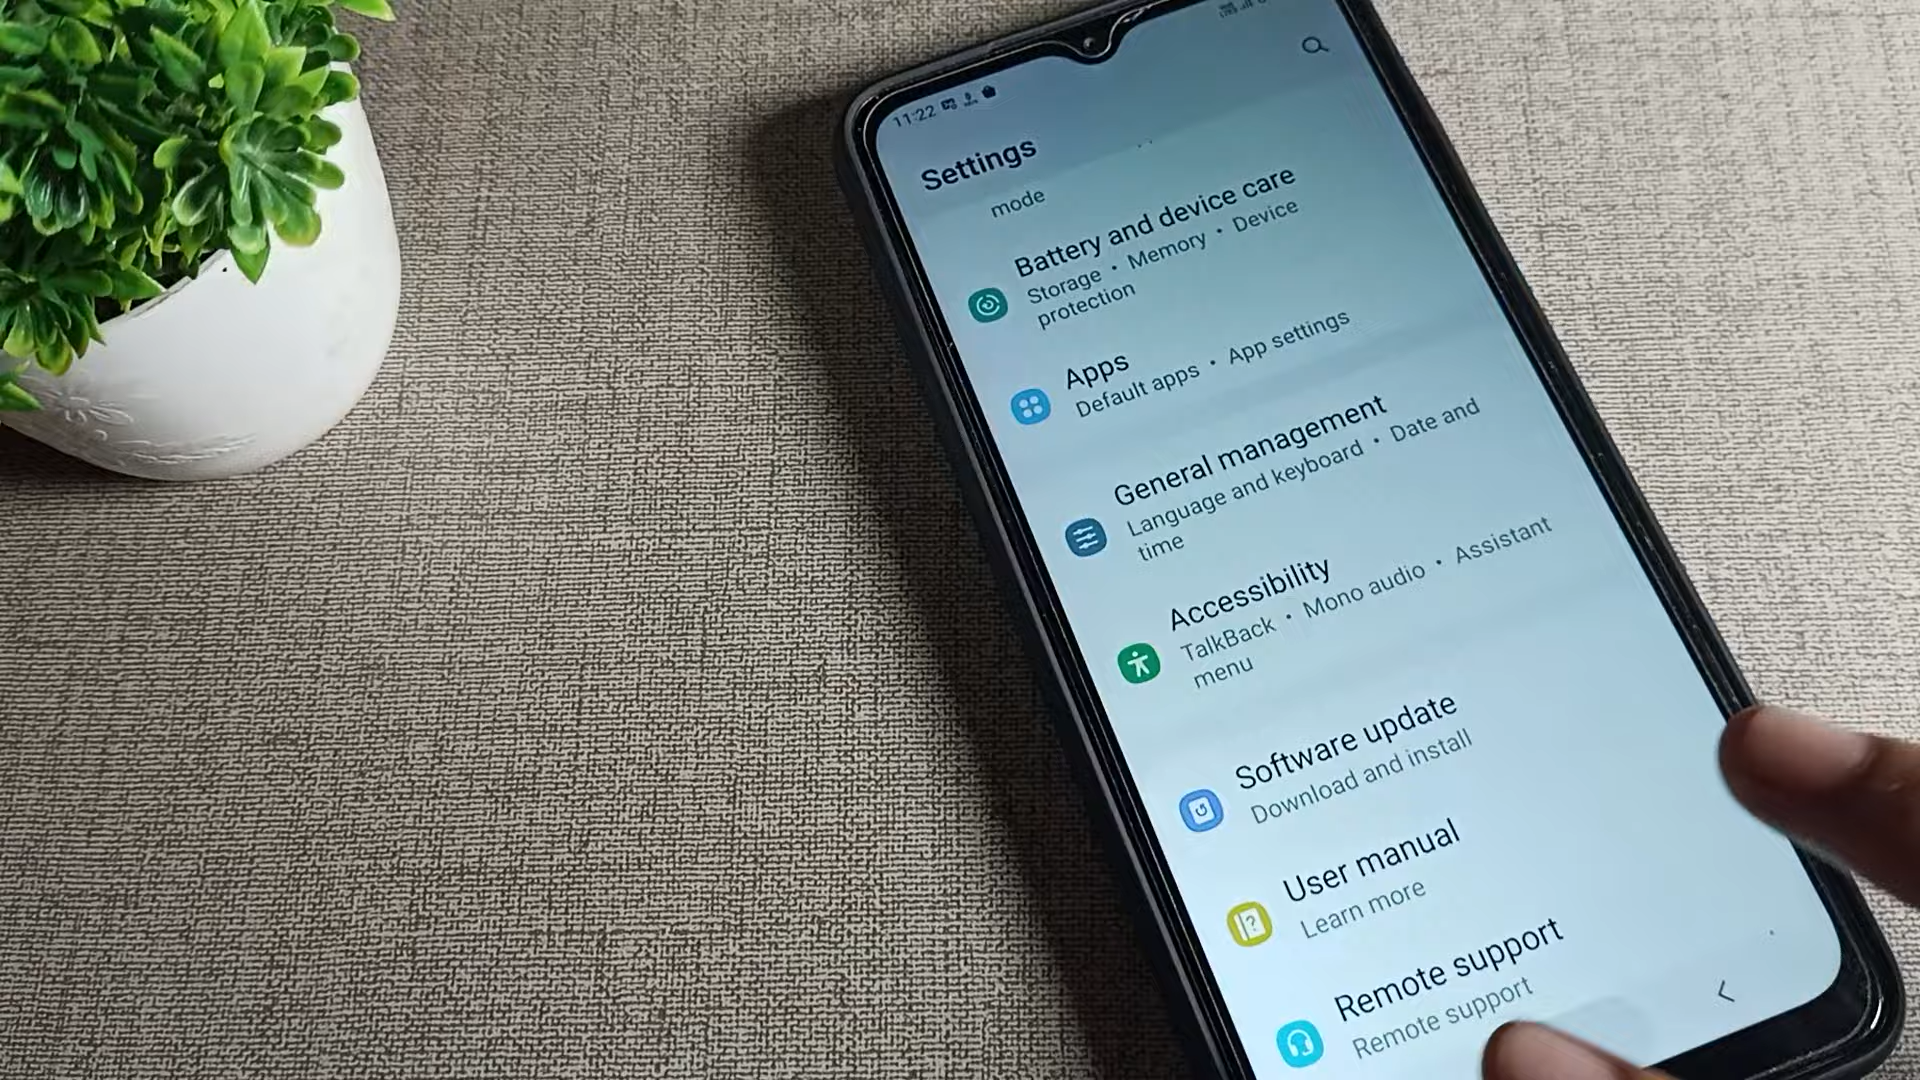 11:22
Settings
mode
Battery and device care
Storage • Memory • Device
protection
Apps
Default apps • App settings
General management
Language and keyboard • Date and
time
Accessibility
TalkBack • Mono audio • Assistant
menu
Software update
Download and install
User manual
Learn more
Remote support
Remote support